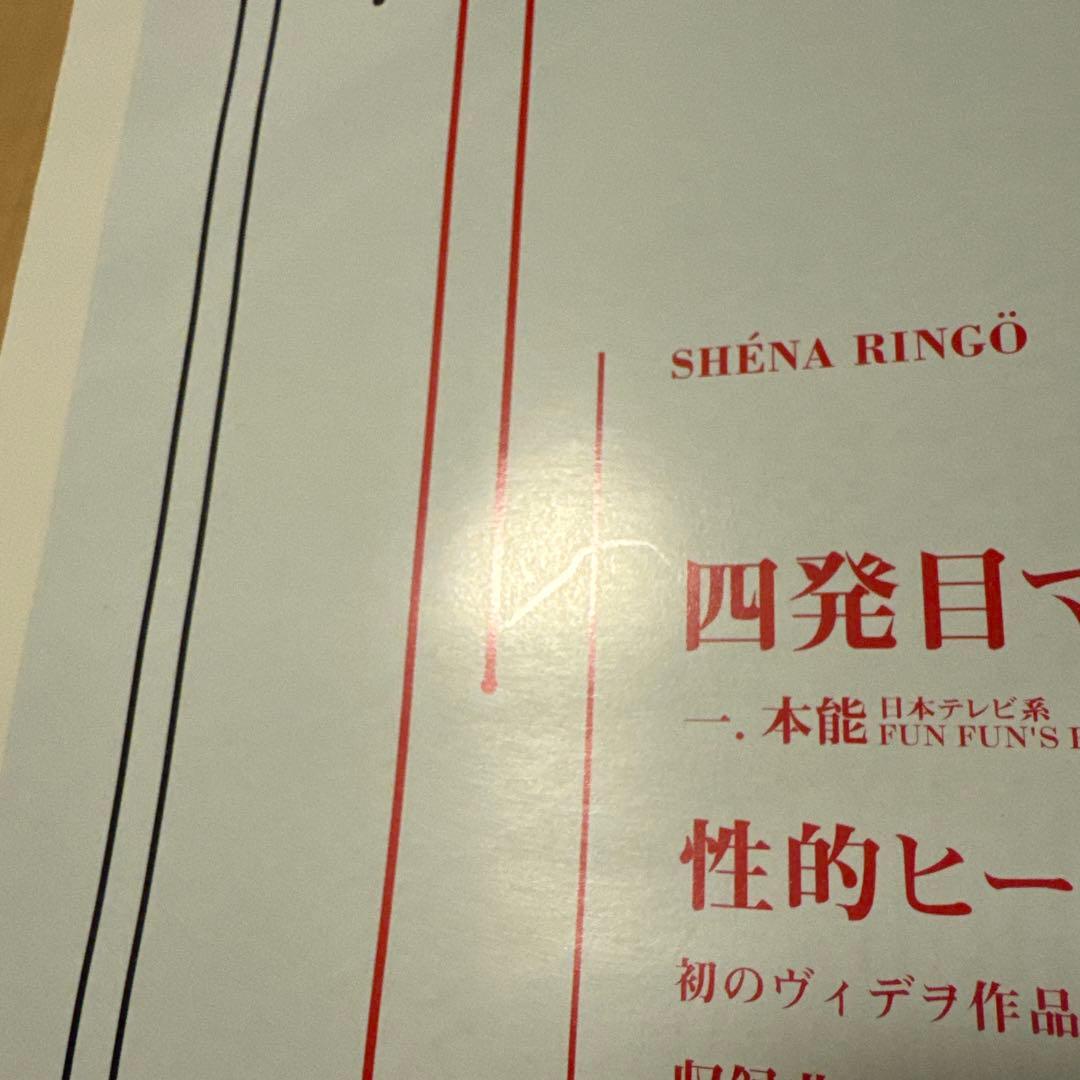 SHÉNA RINGÖ
四発目マ
一. 本能 日本テレビ系
FUN FUN'S
性的ヒー
初のヴィデヲ作品